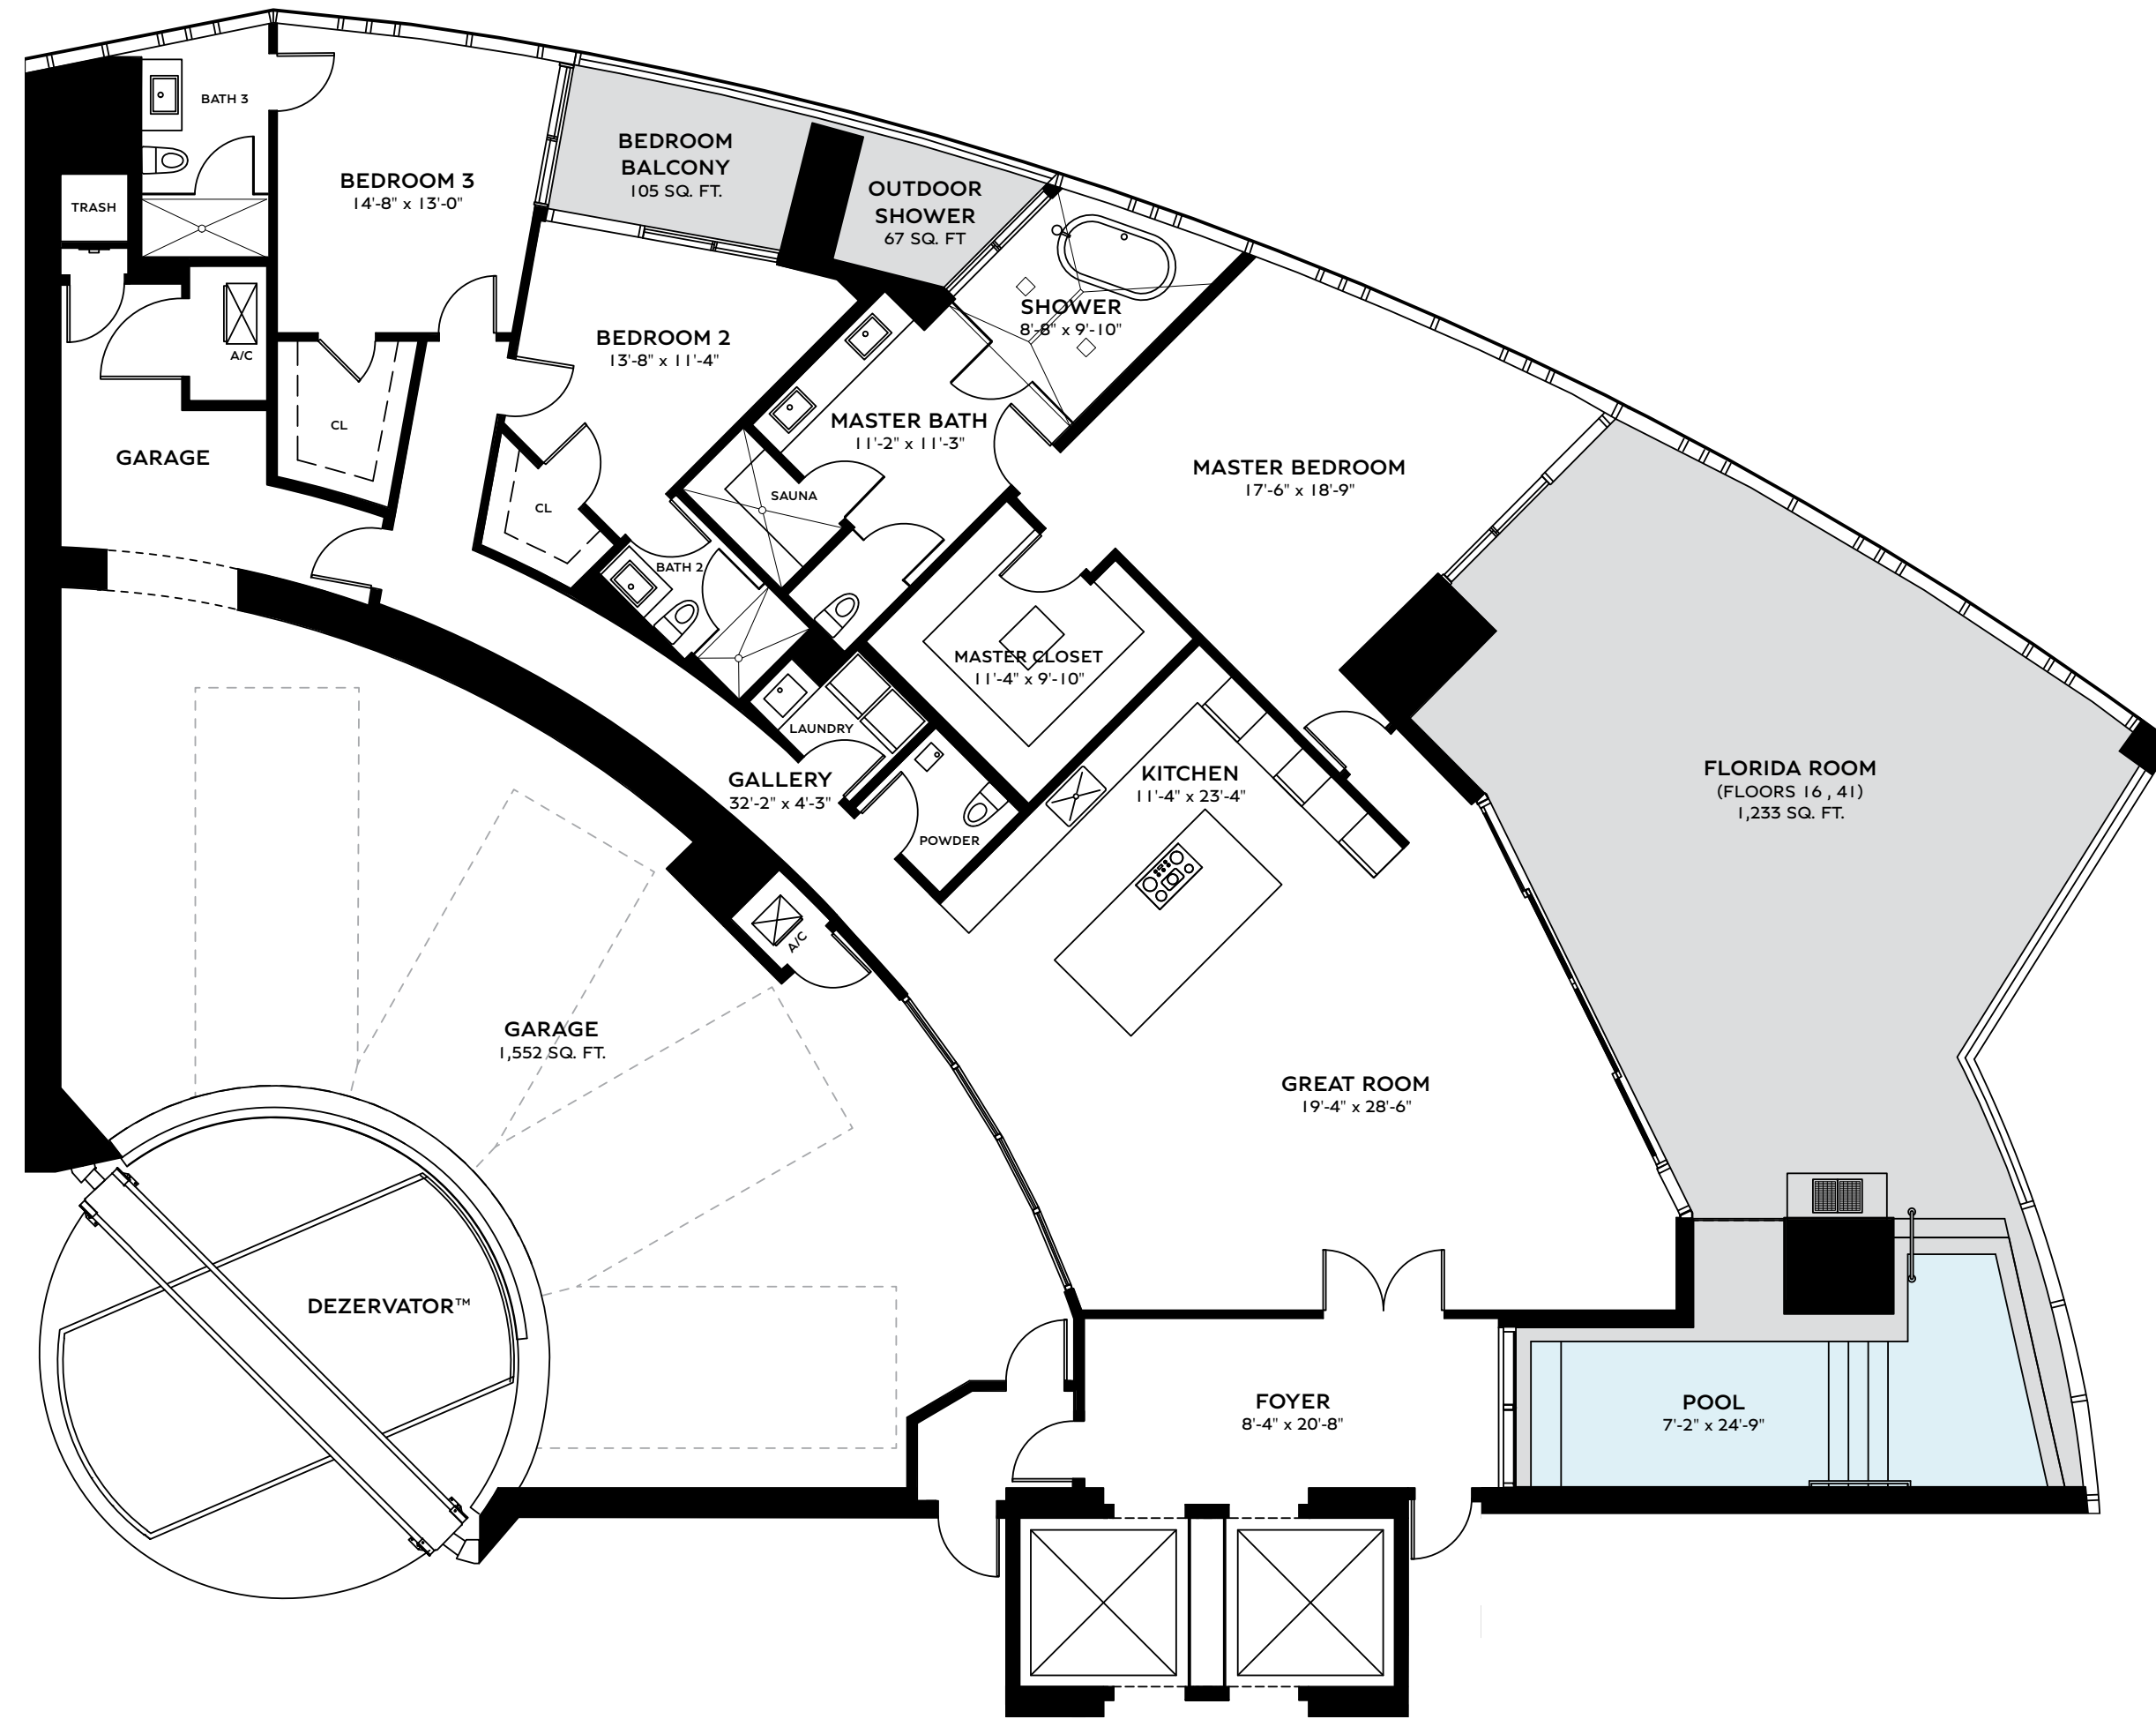 BATH 3
TRASH
A/C
GARAGE
BEDROOM 3
14'-8" x 13'-0"
CL
BEDROOM
BALCONY
105 SQ. FT.
OUTDOOR
SHOWER
67 SQ. FT
SHOWER
8'-8" x 9'-10"
BEDROOM 2
13'-8" x 11'-4"
CL
MASTER BATH
11'-2" x 11'-3"
SAUNA
BATH 2
MASTER BEDROOM
17'-6" x 18'-9"
MASTER CLOSET
11'-4" x 9'-10"
LAUNDRY
GALLERY
32'-2" x 4'-3"
POWDER
KITCHEN
11'-4" x 23'-4"
FLORIDA ROOM
(FLOORS 16 , 41)
1,233 SQ. FT.
A/C
GARAGE
1,552 SQ. FT.
GREAT ROOM
19'-4" x 28'-6"
DEZERVATOR™
FOYER
8'-4" x 20'-8"
POOL
7'-2" x 24'-9"